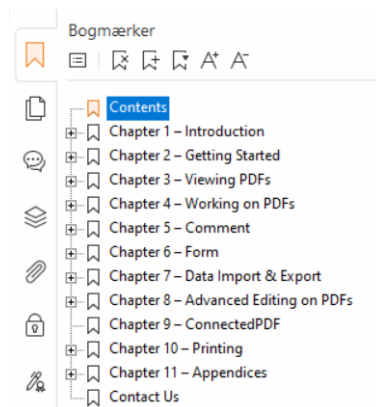 Bogmærker
Contents
Chapter 1 – Introduction
Chapter 2 – Getting Started
Chapter 3 – Viewing PDFs
Chapter 4 – Working on PDFs
Chapter 5 – Comment
Chapter 6 – Form
Chapter 7 – Data Import & Export
Chapter 8 – Advanced Editing on PDFs
Chapter 9 – ConnectedPDF
Chapter 10 – Printing
Chapter 11 – Appendices
Contact Us